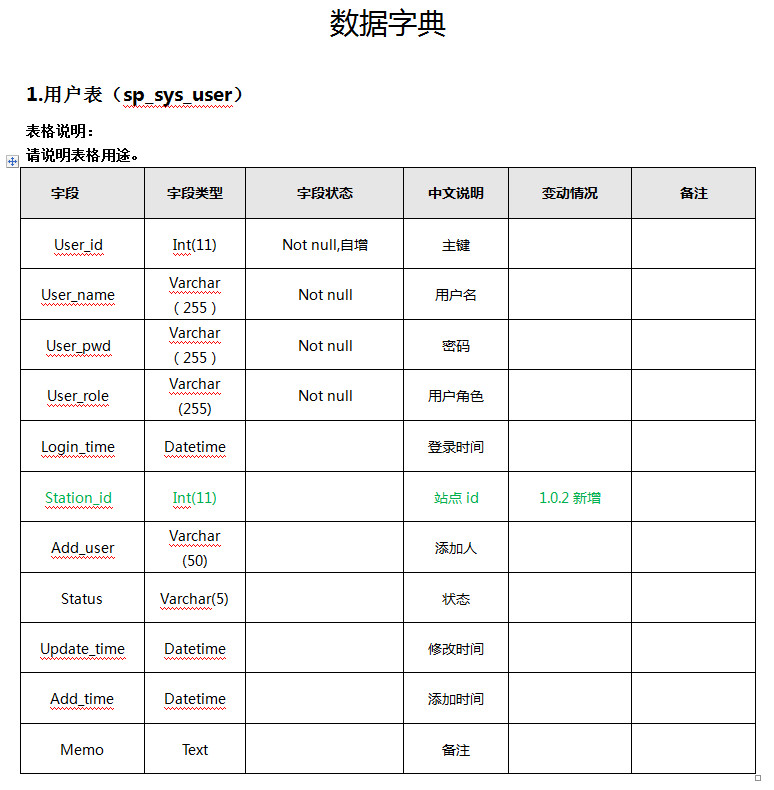 数据字典
1.用户表（sp_sys_user）
表格说明：
请说明表格用途。
字段 字段类型 字段状态 中文说明 变动情况 备注
User_id Int(11) Not null,自增 主键
User_name Varchar（255） Not null 用户名
User_pwd Varchar（255） Not null 密码
User_role Varchar(255) Not null 用户角色
Login_time Datetime 登录时间
Station_id Int(11) 站点 id 1.0.2 新增
Add_user Varchar(50) 添加人
Status Varchar(5) 状态
Update_time Datetime 修改时间
Add_time Datetime 添加时间
Memo Text 备注